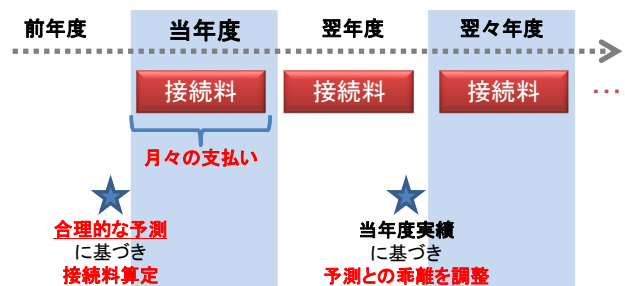 前年度 当年度 翌年度 翌々年度
接続料 接続料 接続料 …
月々の支払い
合理的な予測
に基づき
接続料算定
当年度実績
に基づき
予測との乖離を調整